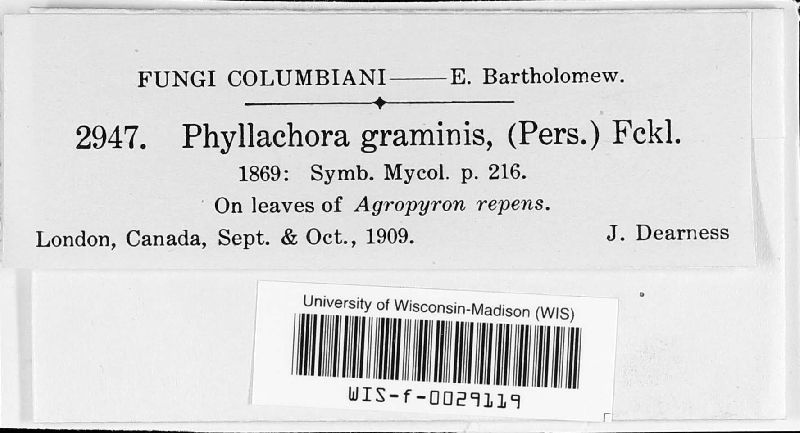 FUNGI COLUMBIANI——E. Bartholomew.
2947. Phyllachora graminis, (Pers.) Fckl.
1869: Symb. Mycol. p. 216.
On leaves of Agropyron repens.
London, Canada, Sept. & Oct., 1909. J. Dearness
University of Wisconsin-Madison (WIS)
WIS-f-0029119